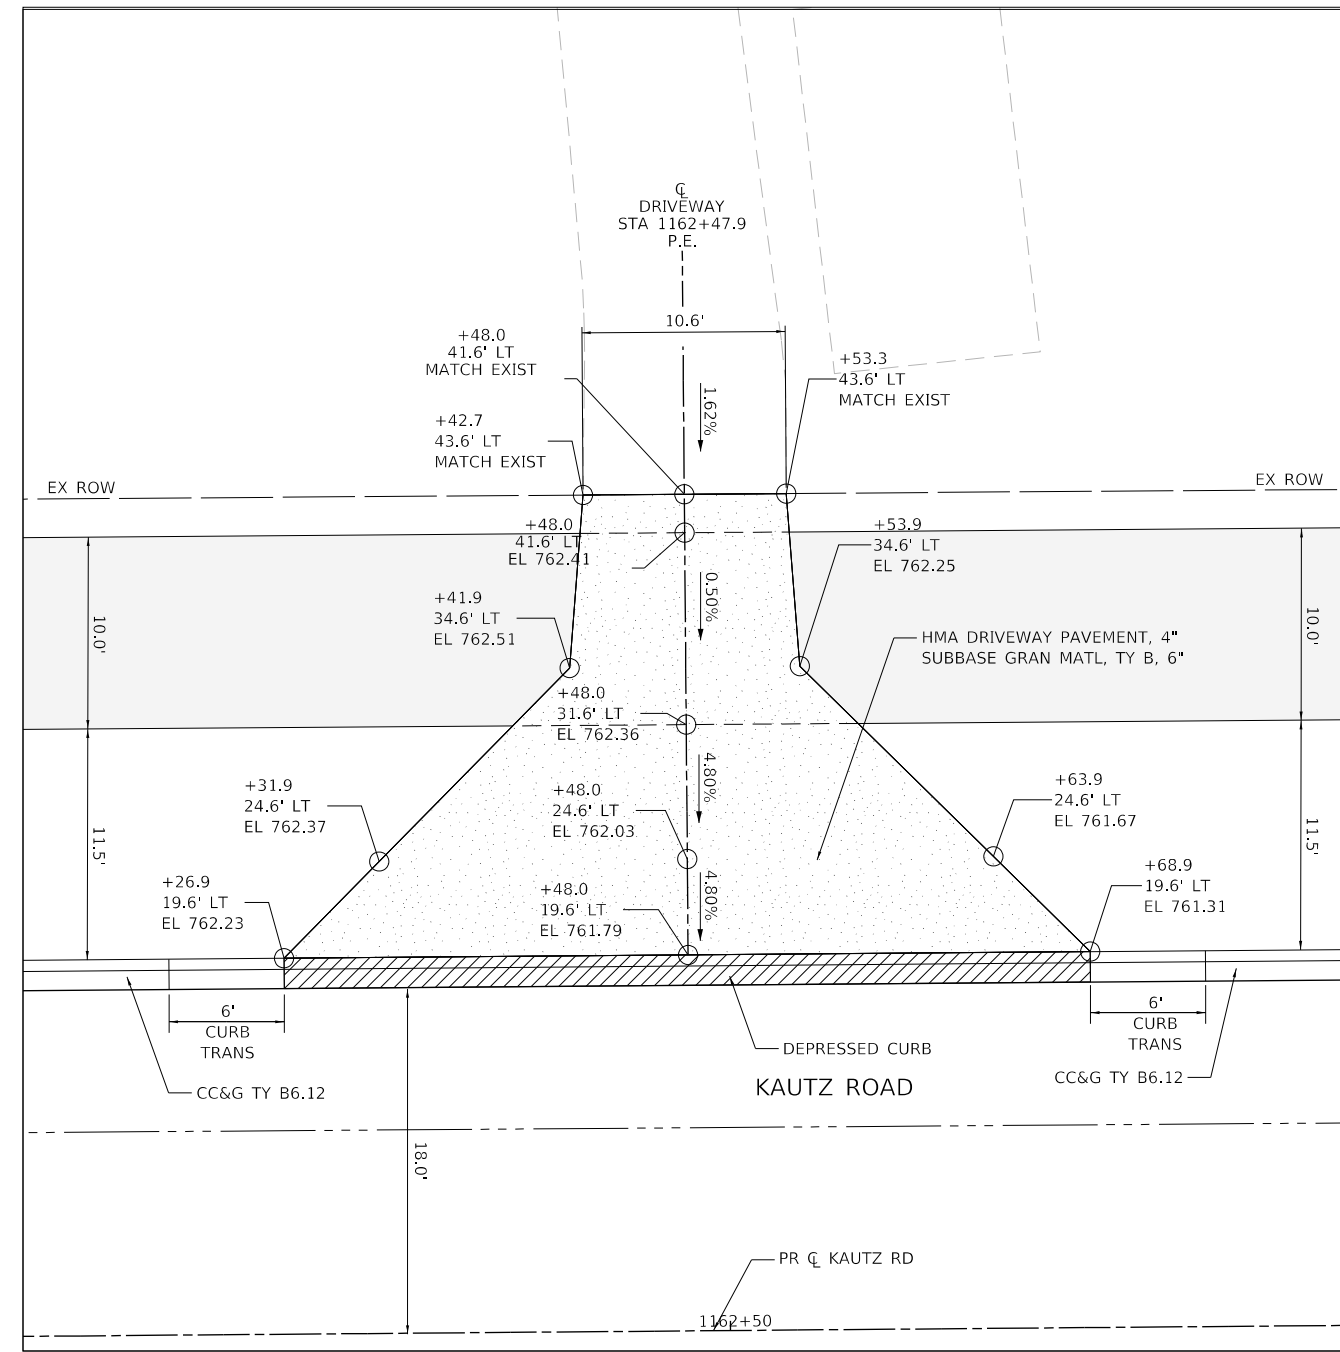 ℄
DRIVEWAY
STA 1162+47.9
P.E.
10.6'
+48.0
41.6' LT
MATCH EXIST
+53.3
43.6' LT
MATCH EXIST
1.62%
+42.7
43.6' LT
MATCH EXIST
EX ROW
EX ROW
+48.0
41.6' LT
EL 762.41
+53.9
34.6' LT
EL 762.25
0.50%
+41.9
34.6' LT
EL 762.51
10.0'
10.0'
HMA DRIVEWAY PAVEMENT, 4"
SUBBASE GRAN MATL, TY B, 6"
+48.0
31.6' LT
EL 762.36
4.80%
+31.9
24.6' LT
EL 762.37
+48.0
24.6' LT
EL 762.03
+63.9
24.6' LT
EL 761.67
11.5'
11.5'
+26.9
19.6' LT
EL 762.23
+48.0
19.6' LT
EL 761.79
4.80%
+68.9
19.6' LT
EL 761.31
6'
CURB
TRANS
6'
CURB
TRANS
DEPRESSED CURB
CC&G TY B6.12
CC&G TY B6.12
KAUTZ ROAD
18.0'
PR ℄ KAUTZ RD
1162+50